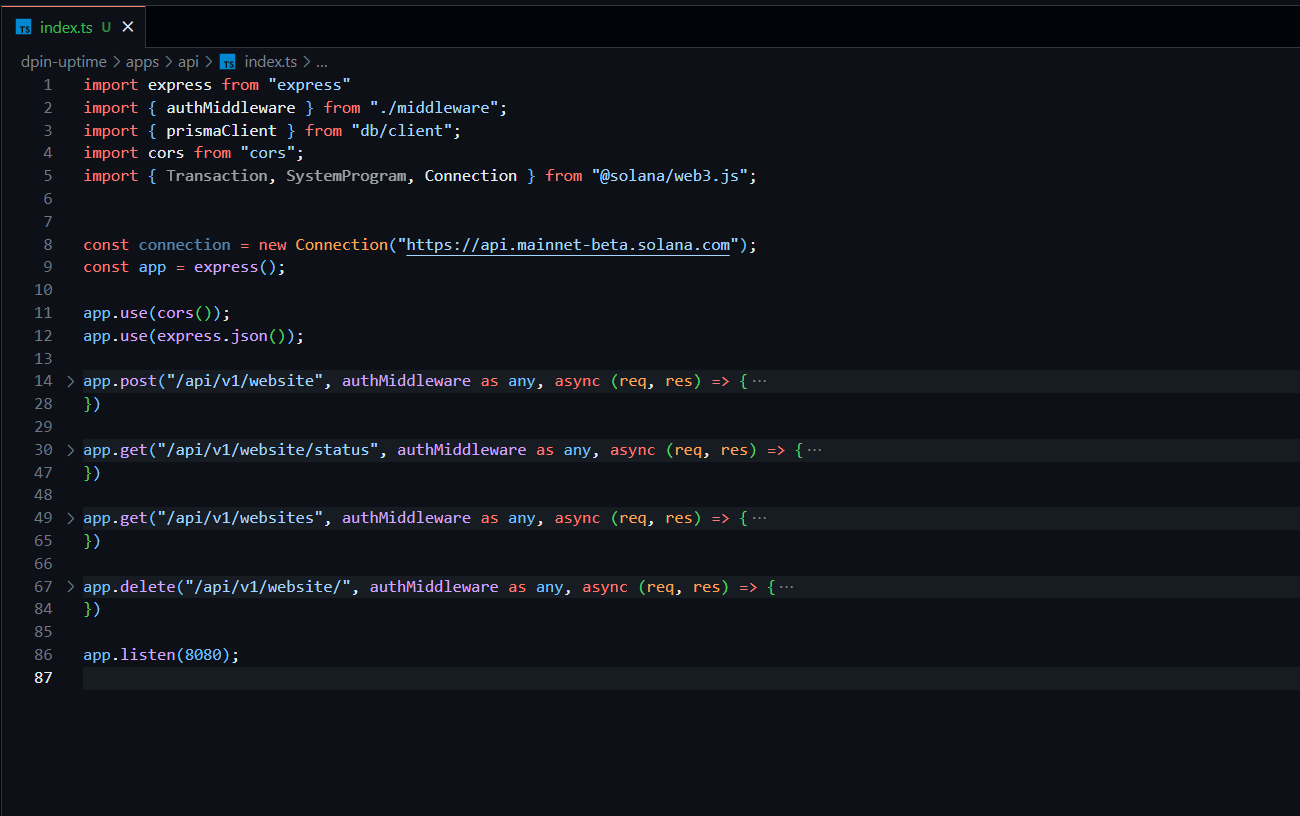 TS index.ts U ×
dpin-uptime > apps > api > TS index.ts > ...
1 import express from "express"
2 import { authMiddleware } from "./middleware";
3 import { prismaClient } from "db/client";
4 import cors from "cors";
5 import { Transaction, SystemProgram, Connection } from "@solana/web3.js";
6
7
8 const connection = new Connection("https://api.mainnet-beta.solana.com");
9 const app = express();
10
11 app.use(cors());
12 app.use(express.json());
13
14 > app.post("/api/v1/website", authMiddleware as any, async (req, res) => { ···
28 })
29
30 > app.get("/api/v1/website/status", authMiddleware as any, async (req, res) => { ···
47 })
48
49 > app.get("/api/v1/websites", authMiddleware as any, async (req, res) => { ···
65 })
66
67 > app.delete("/api/v1/website/", authMiddleware as any, async (req, res) => { ···
84 })
85
86 app.listen(8080);
87